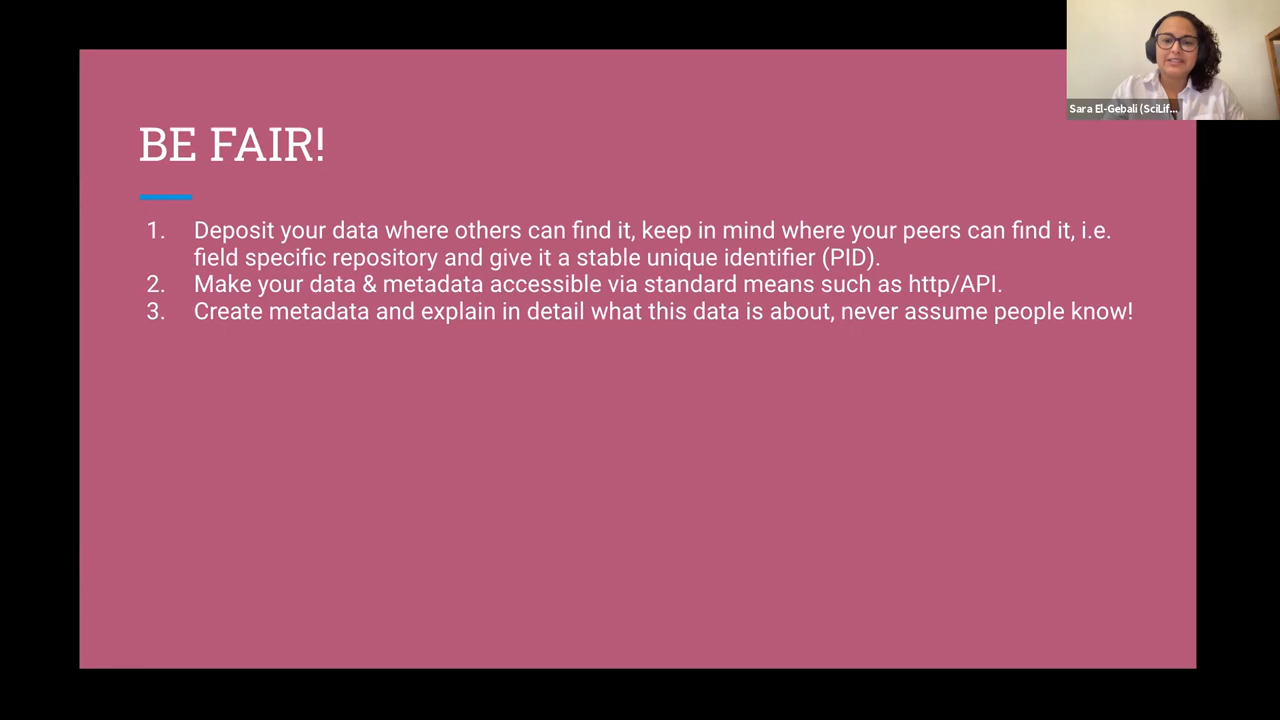 BE FAIR!
1. Deposit your data where others can find it, keep in mind where your peers can find it, i.e.
field specific repository and give it a stable unique identifier (PID).
2. Make your data & metadata accessible via standard means such as http/API.
3. Create metadata and explain in detail what this data is about, never assume people know!
Sara El-Gebali (SciLif...